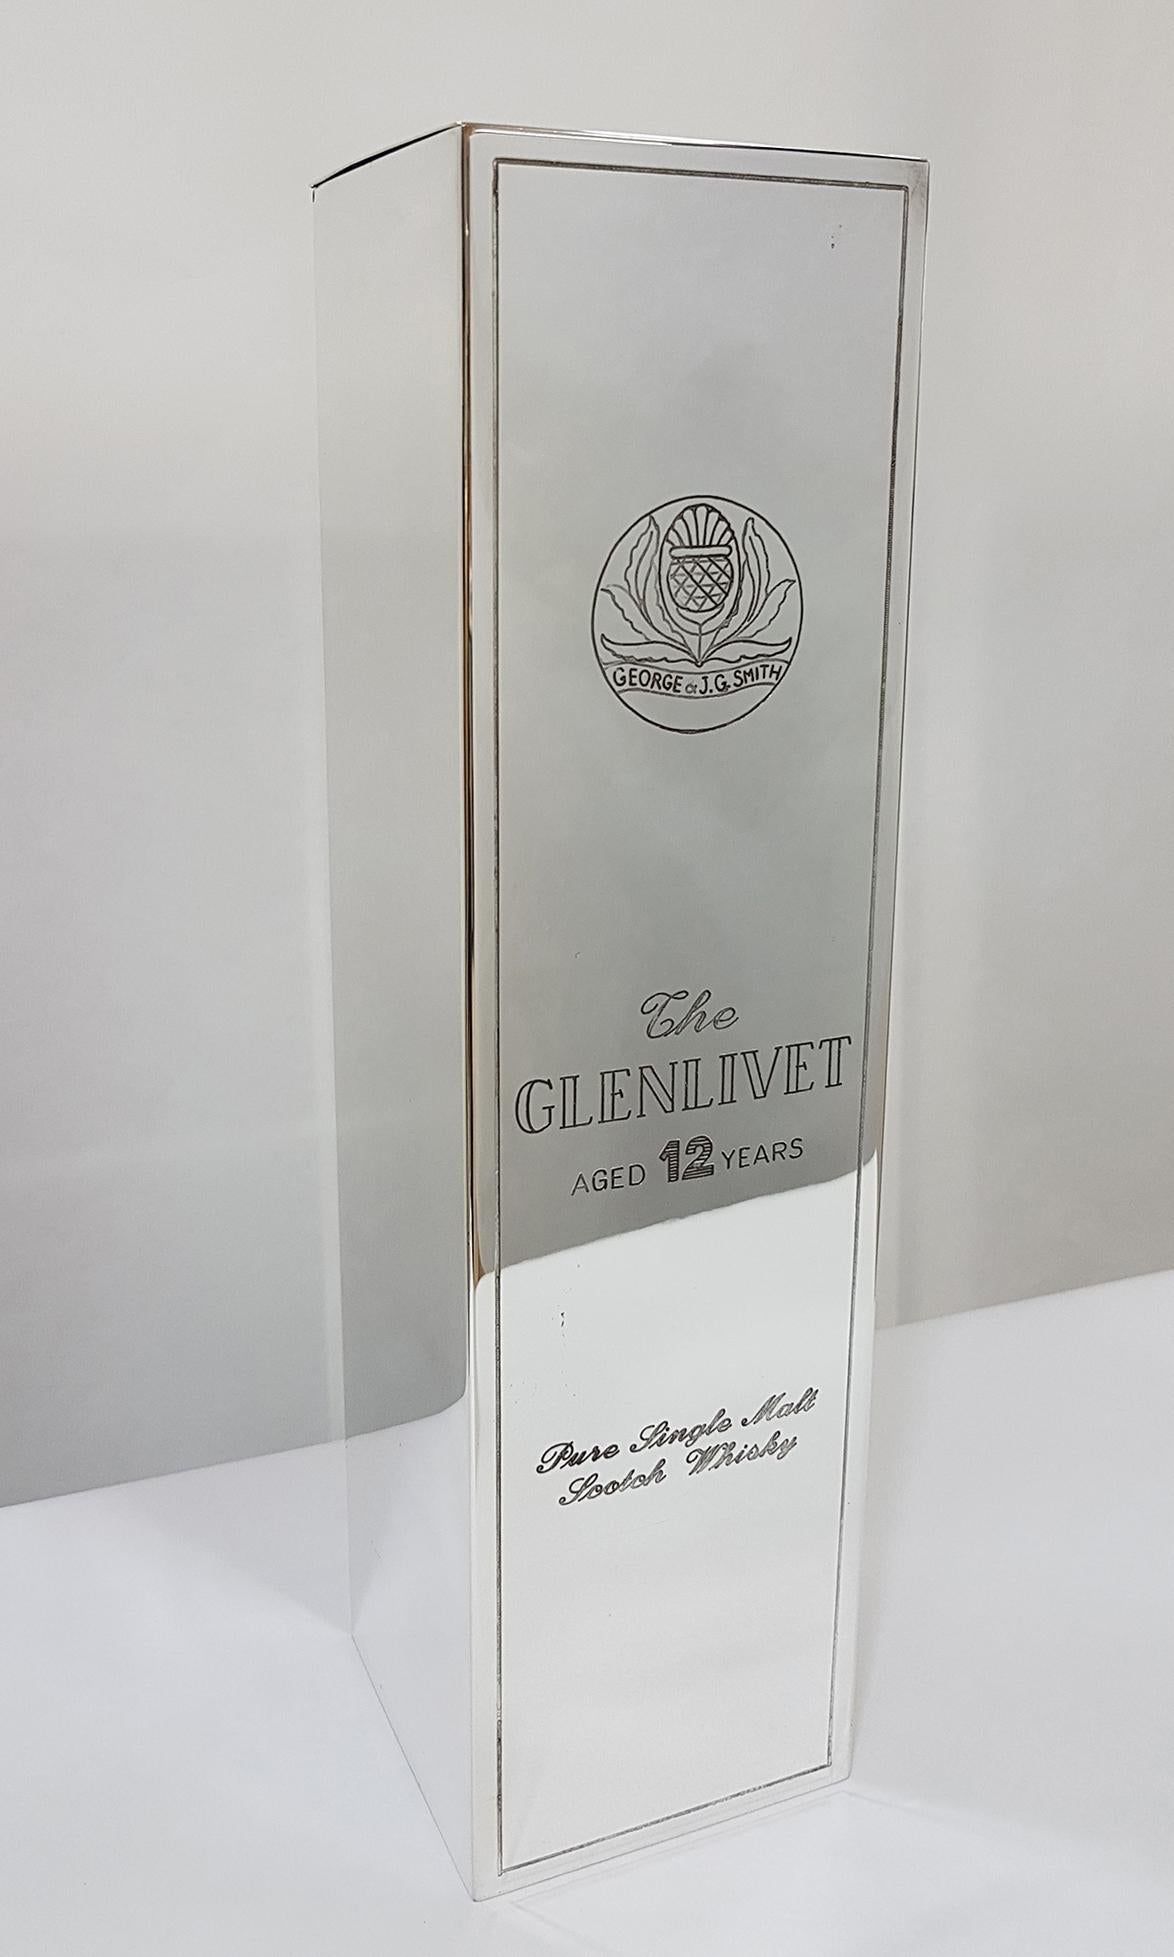 GEORGE & J.G. SMITH
The
GLENLIVET
AGED 12 YEARS
Pure Single Malt
Scotch Whisky